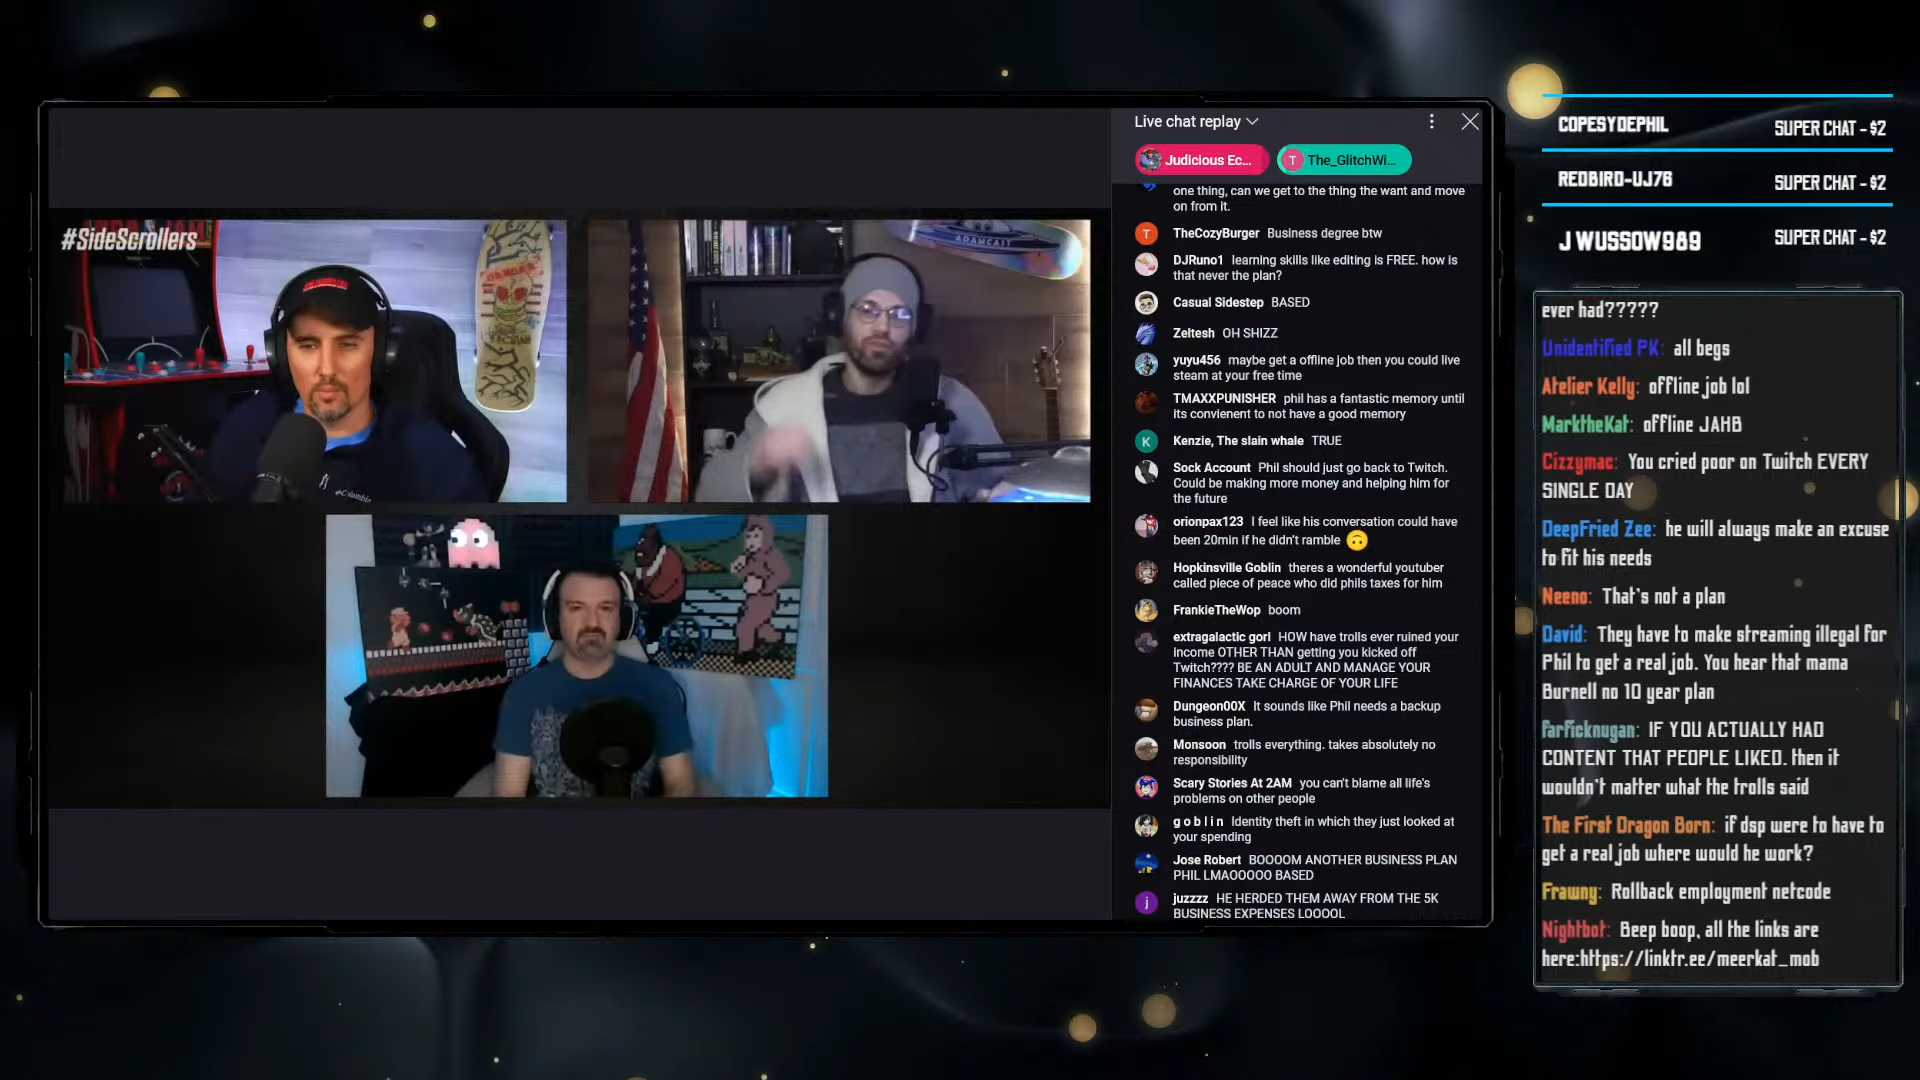 #SideScrollers
ADAMCAIT
Live chat replay
Judicious Ec...
T The_GlitchWi...
one thing, can we get to the thing the want and move
on from it.
T TheCozyBurger Business degree btw
DJRuno1 learning skills like editing is FREE. how is
that never the plan?
Casual Sidestep BASED
Zeltesh OH SHIZZ
yuyu456 maybe get a offline job then you could live
steam at your free time
TMAXXPUNISHER phil has a fantastic memory until
its convienent to not have a good memory
K Kenzie, The slain whale TRUE
Sock Account Phil should just go back to Twitch.
Could be making more money and helping him for
the future
orionpax123 I feel like his conversation could have
been 20min if he didn't ramble 🙃
Hopkinsville Goblin theres a wonderful youtuber
called piece of peace who did phils taxes for him
FrankieTheWop boom
extragalactic gorl HOW have trolls ever ruined your
income OTHER THAN getting you kicked off
Twitch???? BE AN ADULT AND MANAGE YOUR
FINANCES TAKE CHARGE OF YOUR LIFE
Dungeon00X It sounds like Phil needs a backup
business plan.
Monsoon trolls everything. takes absolutely no
responsibility
Scary Stories At 2AM you can't blame all life's
problems on other people
g o b l i n Identity theft in which they just looked at
your spending
Jose Robert BOOOOM ANOTHER BUSINESS PLAN
PHIL LMAOOOOO BASED
j juzzzz HE HERDED THEM AWAY FROM THE 5K
BUSINESS EXPENSES LOOOOL
COPESYDEPHIL SUPER CHAT - $2
REDBIRD-UJ76 SUPER CHAT - $2
J WUSSOW989 SUPER CHAT - $2
ever had?????
Unidentified PK: all begs
Atelier Kelly: offline job lol
MarktheKat: offline JAHB
Cizzymac: You cried poor on Twitch EVERY
SINGLE DAY
DeepFried Zee: he will always make an excuse
to fit his needs
Neeno: That's not a plan
David: They have to make streaming illegal for
Phil to get a real job. You hear that mama
Burnell no 10 year plan
farficknugan: IF YOU ACTUALLY HAD
CONTENT THAT PEOPLE LIKED. then it
wouldn't matter what the trolls said
The First Dragon Born: if dsp were to have to
get a real job where would he work?
Frawny: Rollback employment netcode
Nightbot: Beep boop, all the links are
here:https://linktr.ee/meerkat_mob